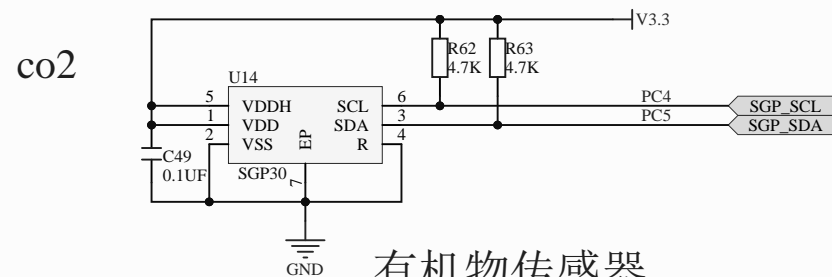 V3.3
co2
R62
4.7K
R63
4.7K
U14
5 VDDH SCL 6 PC4 SGP_SCL
1 VDD SDA 3 PC5 SGP_SDA
2 VSS EP R 4
C49
0.1UF
SGP30
7
GND
有机物传感器